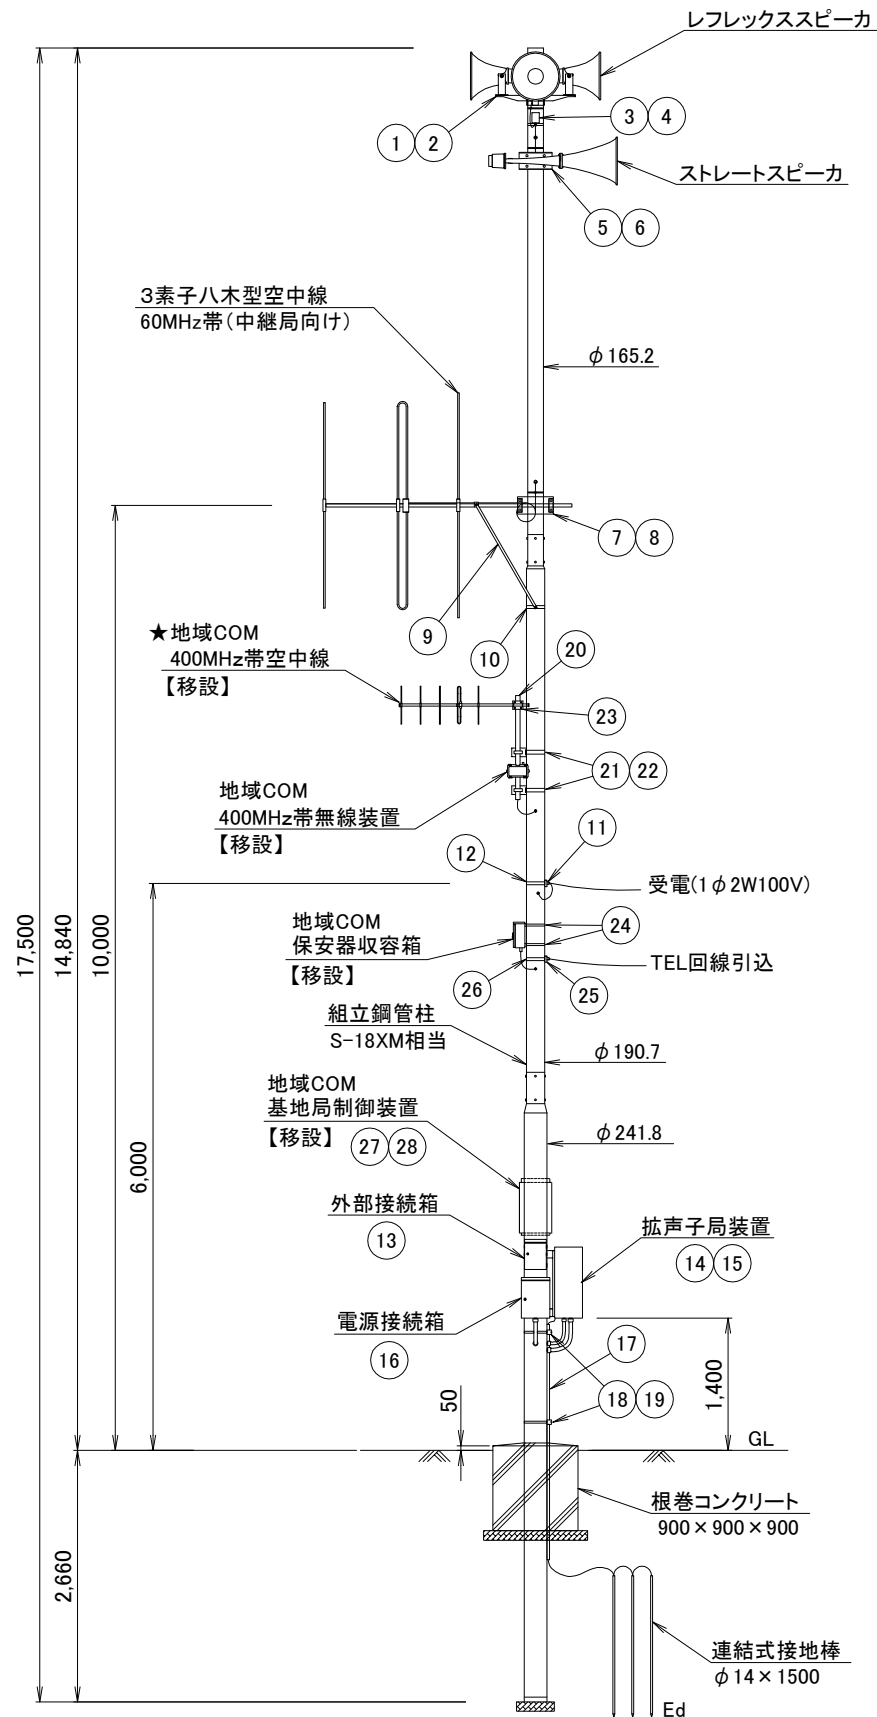 レフレックススピーカ
3 4
1 2
ストレートスピーカ
5 6
3素子八木型空中線
60MHz帯(中継局向け)
φ165.2
7 8
9
10
★地域COM
400MHz帯空中線
【移設】
20
23
21 22
地域COM
400MHz帯無線装置
【移設】
11
12
受電(1φ2W100V)
17,500
14,840
10,000
地域COM
保安器収容箱
【移設】
24
TEL回線引込
26
25
組立鋼管柱
S-18XM相当
φ190.7
地域COM
基地局制御装置
【移設】
27 28
φ241.8
6,000
外部接続箱
13
拡声子局装置
14 15
電源接続箱
16
17
18 19
1,400
50
GL
根巻コンクリート
900×900×900
2,660
連結式接地棒
φ14×1500
Ed